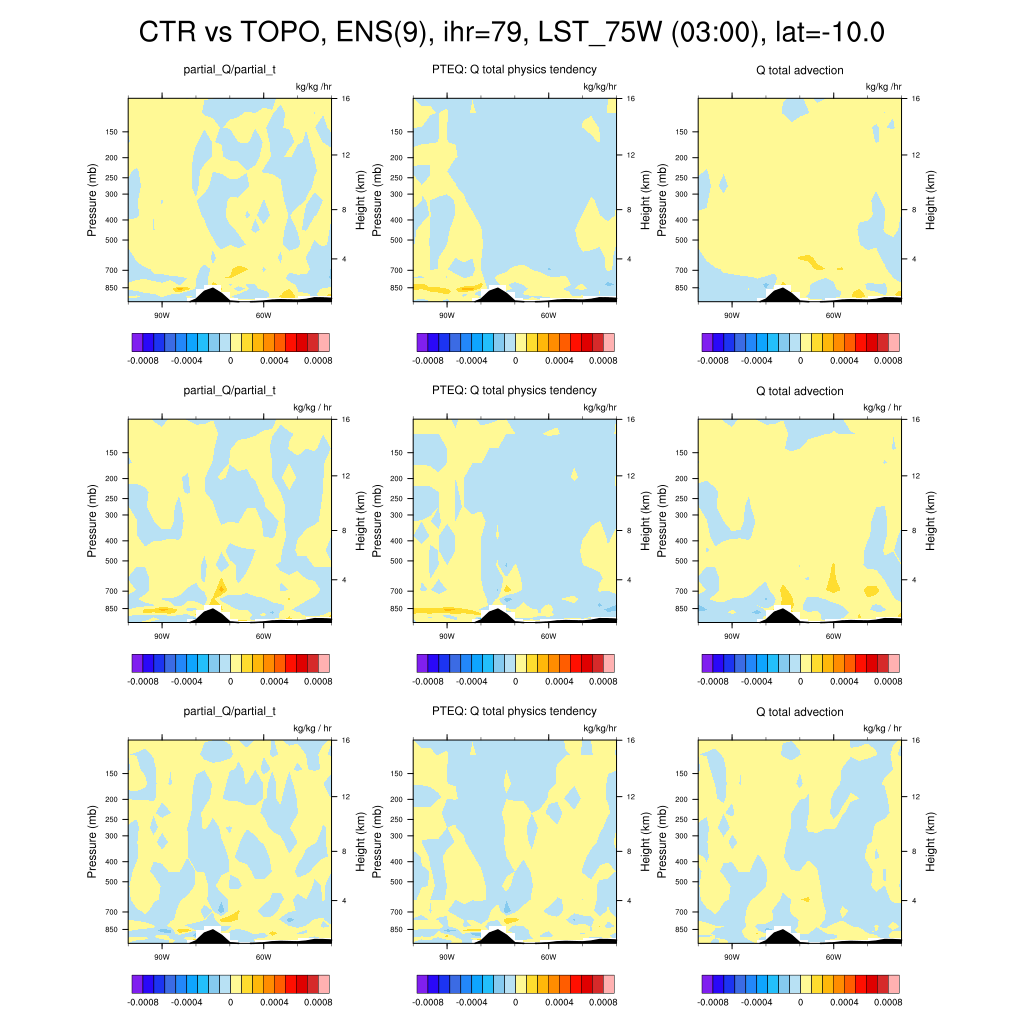 CTR vs TOPO, ENS(9), ihr=79, LST_75W (03:00), lat=-10.0
partial_Q/partial_t
kg/kg /hr
Pressure (mb)
150
200
250
300
400
500
700
850
16
12
8
4
Height (km)
90W 60W
-0.0008 -0.0004 0 0.0004 0.0008
PTEQ: Q total physics tendency
kg/kg/hr
Pressure (mb)
150
200
250
300
400
500
700
850
16
12
8
4
Height (km)
90W 60W
-0.0008 -0.0004 0 0.0004 0.0008
Q total advection
kg/kg /hr
Pressure (mb)
150
200
250
300
400
500
700
850
16
12
8
4
Height (km)
90W 60W
-0.0008 -0.0004 0 0.0004 0.0008
partial_Q/partial_t
kg/kg / hr
Pressure (mb)
150
200
250
300
400
500
700
850
16
12
8
4
Height (km)
90W 60W
-0.0008 -0.0004 0 0.0004 0.0008
PTEQ: Q total physics tendency
kg/kg/hr
Pressure (mb)
150
200
250
300
400
500
700
850
16
12
8
4
Height (km)
90W 60W
-0.0008 -0.0004 0 0.0004 0.0008
Q total advection
kg/kg / hr
Pressure (mb)
150
200
250
300
400
500
700
850
16
12
8
4
Height (km)
90W 60W
-0.0008 -0.0004 0 0.0004 0.0008
partial_Q/partial_t
kg/kg / hr
Pressure (mb)
150
200
250
300
400
500
700
850
16
12
8
4
Height (km)
90W 60W
-0.0008 -0.0004 0 0.0004 0.0008
PTEQ: Q total physics tendency
kg/kg/hr
Pressure (mb)
150
200
250
300
400
500
700
850
16
12
8
4
Height (km)
90W 60W
-0.0008 -0.0004 0 0.0004 0.0008
Q total advection
kg/kg / hr
Pressure (mb)
150
200
250
300
400
500
700
850
16
12
8
4
Height (km)
90W 60W
-0.0008 -0.0004 0 0.0004 0.0008